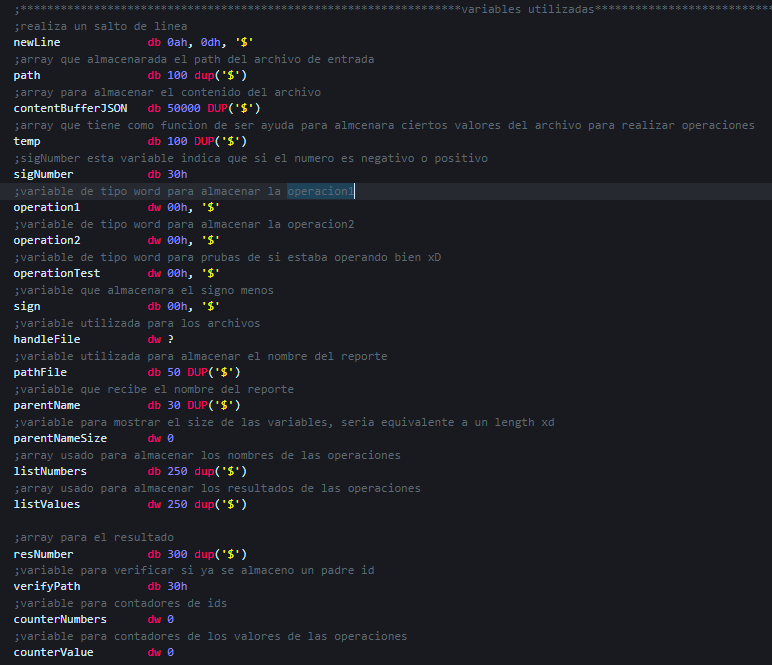 ;*******************************************************************variables utilizadas***************************
;realiza un salto de linea
newLine db 0ah, 0dh, '$'
;array que almacenarada el path del archivo de entrada
path db 100 dup('$')
;array para almacenar el contenido del archivo
contentBufferJSON db 50000 DUP('$')
;array que tiene como funcion de ser ayuda para almcenara ciertos valores del archivo para realizar operaciones
temp db 100 DUP('$')
;sigNumber esta variable indica que si el numero es negativo o positivo
sigNumber db 30h
;variable de tipo word para almacenar la operacion1
operation1 dw 00h, '$'
;variable de tipo word para almacenar la operacion2
operation2 dw 00h, '$'
;variable de tipo word para prubas de si estaba operando bien xD
operationTest dw 00h, '$'
;variable que almacenara el signo menos
sign db 00h, '$'
;variable utilizada para los archivos
handleFile dw ?
;variable utilizada para almacenar el nombre del reporte
pathFile db 50 DUP('$')
;variable que recibe el nombre del reporte
parentName db 30 DUP('$')
;variable para mostrar el size de las variables, seria equivalente a un length xd
parentNameSize dw 0
;array usado para almacenar los nombres de las operaciones
listNumbers db 250 dup('$')
;array usado para almacenar los resultados de las operaciones
listValues dw 250 dup('$')
;array para el resultado
resNumber db 300 dup('$')
;variable para verificar si ya se almaceno un padre id
verifyPath db 30h
;variable para contadores de ids
counterNumbers dw 0
;variable para contadores de los valores de las operaciones
counterValue dw 0